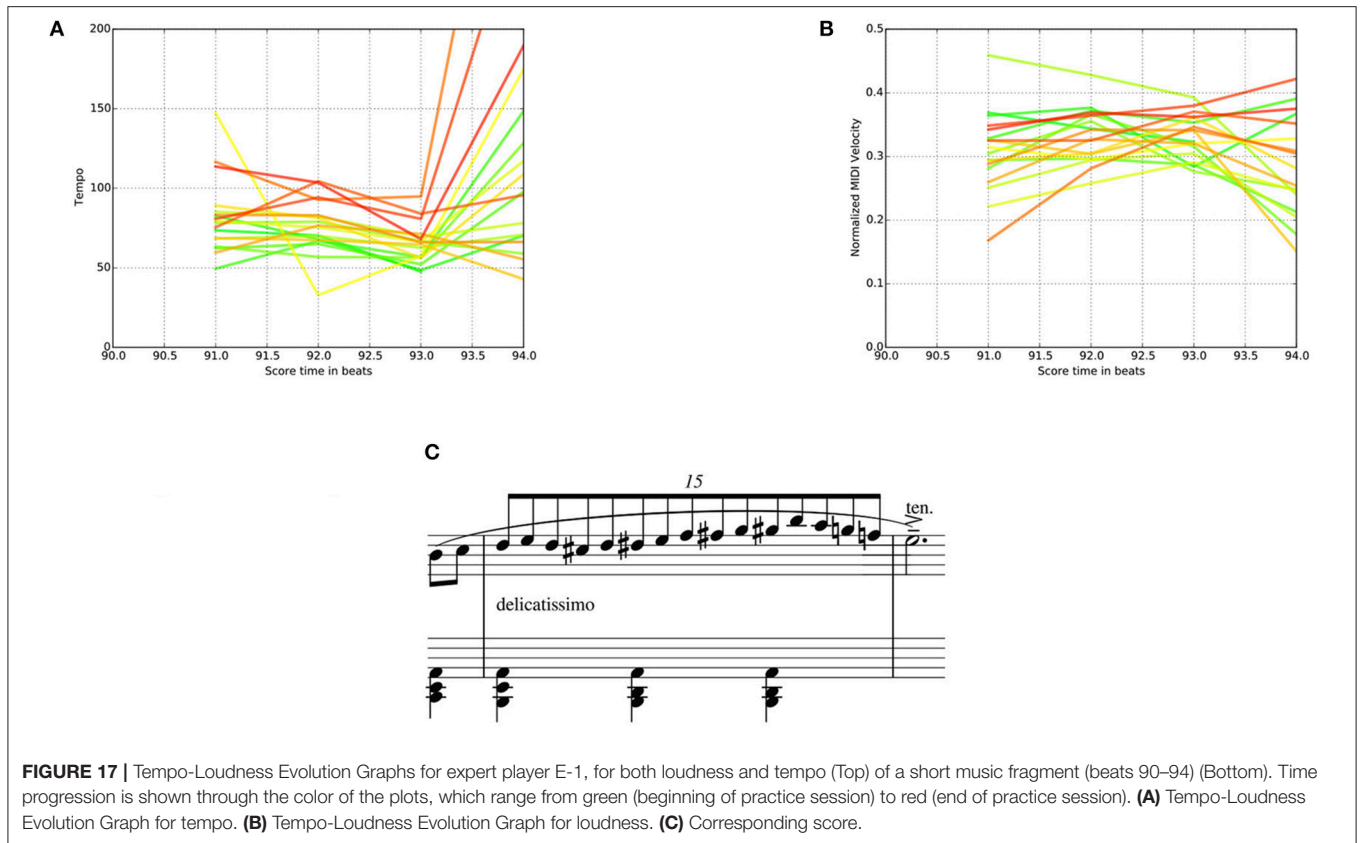 A
200
150
100
50
0
Tempo
90.0 90.5 91.0 91.5 92.0 92.5 93.0 93.5 94.0
Score time in beats
B
0.5
0.4
0.3
0.2
0.1
0.0
Normalized MIDI Velocity
90.0 90.5 91.0 91.5 92.0 92.5 93.0 93.5 94.0
Score time in beats
C
15
ten.
delicatissimo
FIGURE 17 | Tempo-Loudness Evolution Graphs for expert player E-1, for both loudness and tempo (Top) of a short music fragment (beats 90–94) (Bottom). Time
progression is shown through the color of the plots, which range from green (beginning of practice session) to red (end of practice session). (A) Tempo-Loudness
Evolution Graph for tempo. (B) Tempo-Loudness Evolution Graph for loudness. (C) Corresponding score.